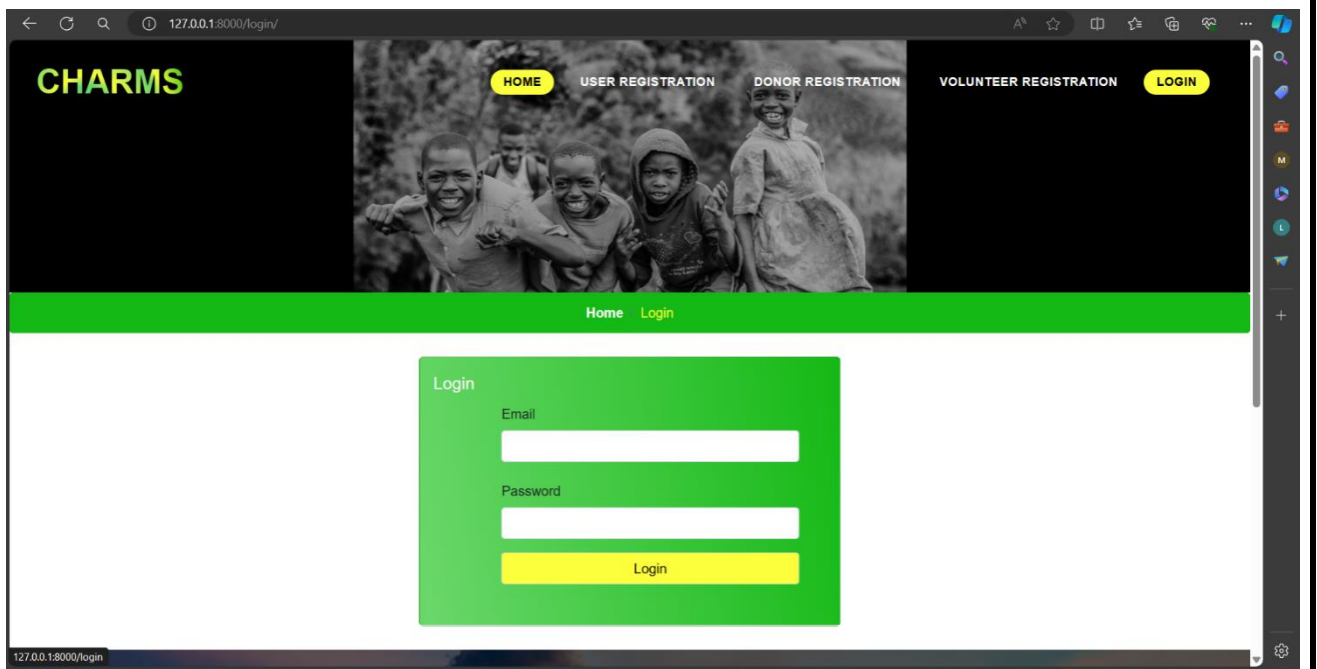 127.0.0.1:8000/login/
CHARMS
HOME USER REGISTRATION DONOR REGISTRATION VOLUNTEER REGISTRATION LOGIN
M
L
Home Login
Login
Email
Password
Login
127.0.0.1:8000/login